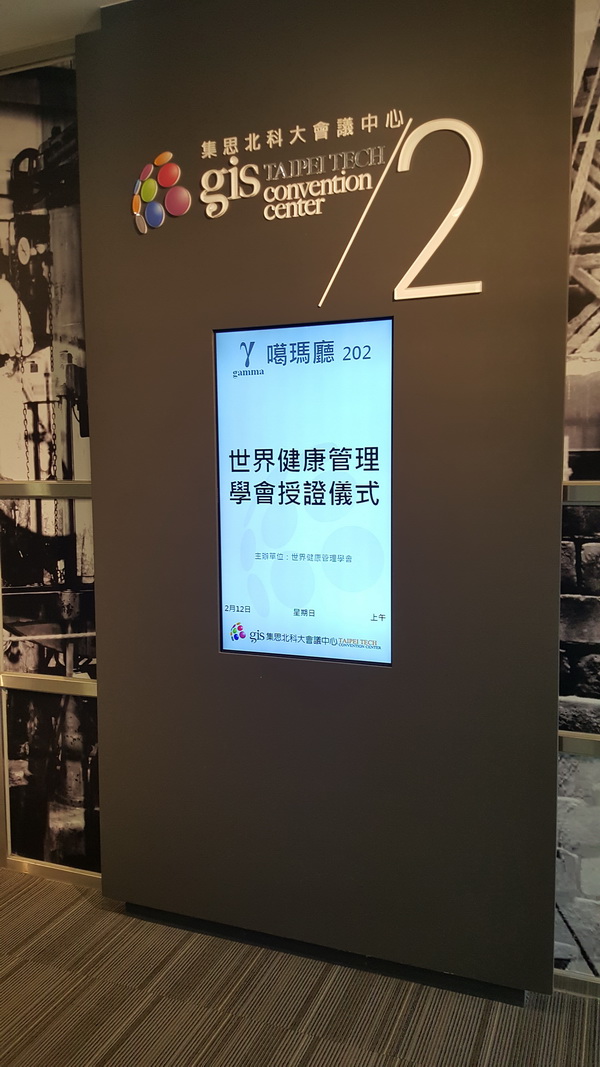 集思北科大會議中心
gis TAIPEI TECH
convention
center
/2
γ 噶瑪廳 202
gamma
世界健康管理
學會授證儀式
主辦單位：世界健康管理學會
2月12日 星期日 上午
gis 集思北科大會議中心 TAIPEI TECH
CONVENTION CENTER